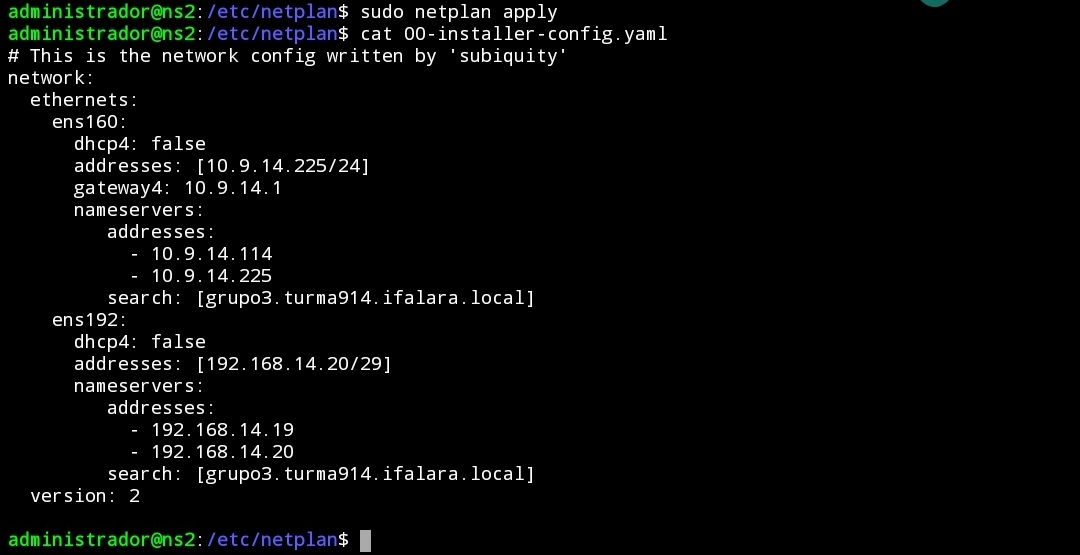 administrador@ns2:/etc/netplan$ sudo netplan apply
administrador@ns2:/etc/netplan$ cat 00-installer-config.yaml
# This is the network config written by 'subiquity'
network:
  ethernets:
    ens160:
      dhcp4: false
      addresses: [10.9.14.225/24]
      gateway4: 10.9.14.1
      nameservers:
         addresses:
           - 10.9.14.114
           - 10.9.14.225
         search: [grupo3.turma914.ifalara.local]
    ens192:
      dhcp4: false
      addresses: [192.168.14.20/29]
      nameservers:
         addresses:
           - 192.168.14.19
           - 192.168.14.20
         search: [grupo3.turma914.ifalara.local]
  version: 2
administrador@ns2:/etc/netplan$